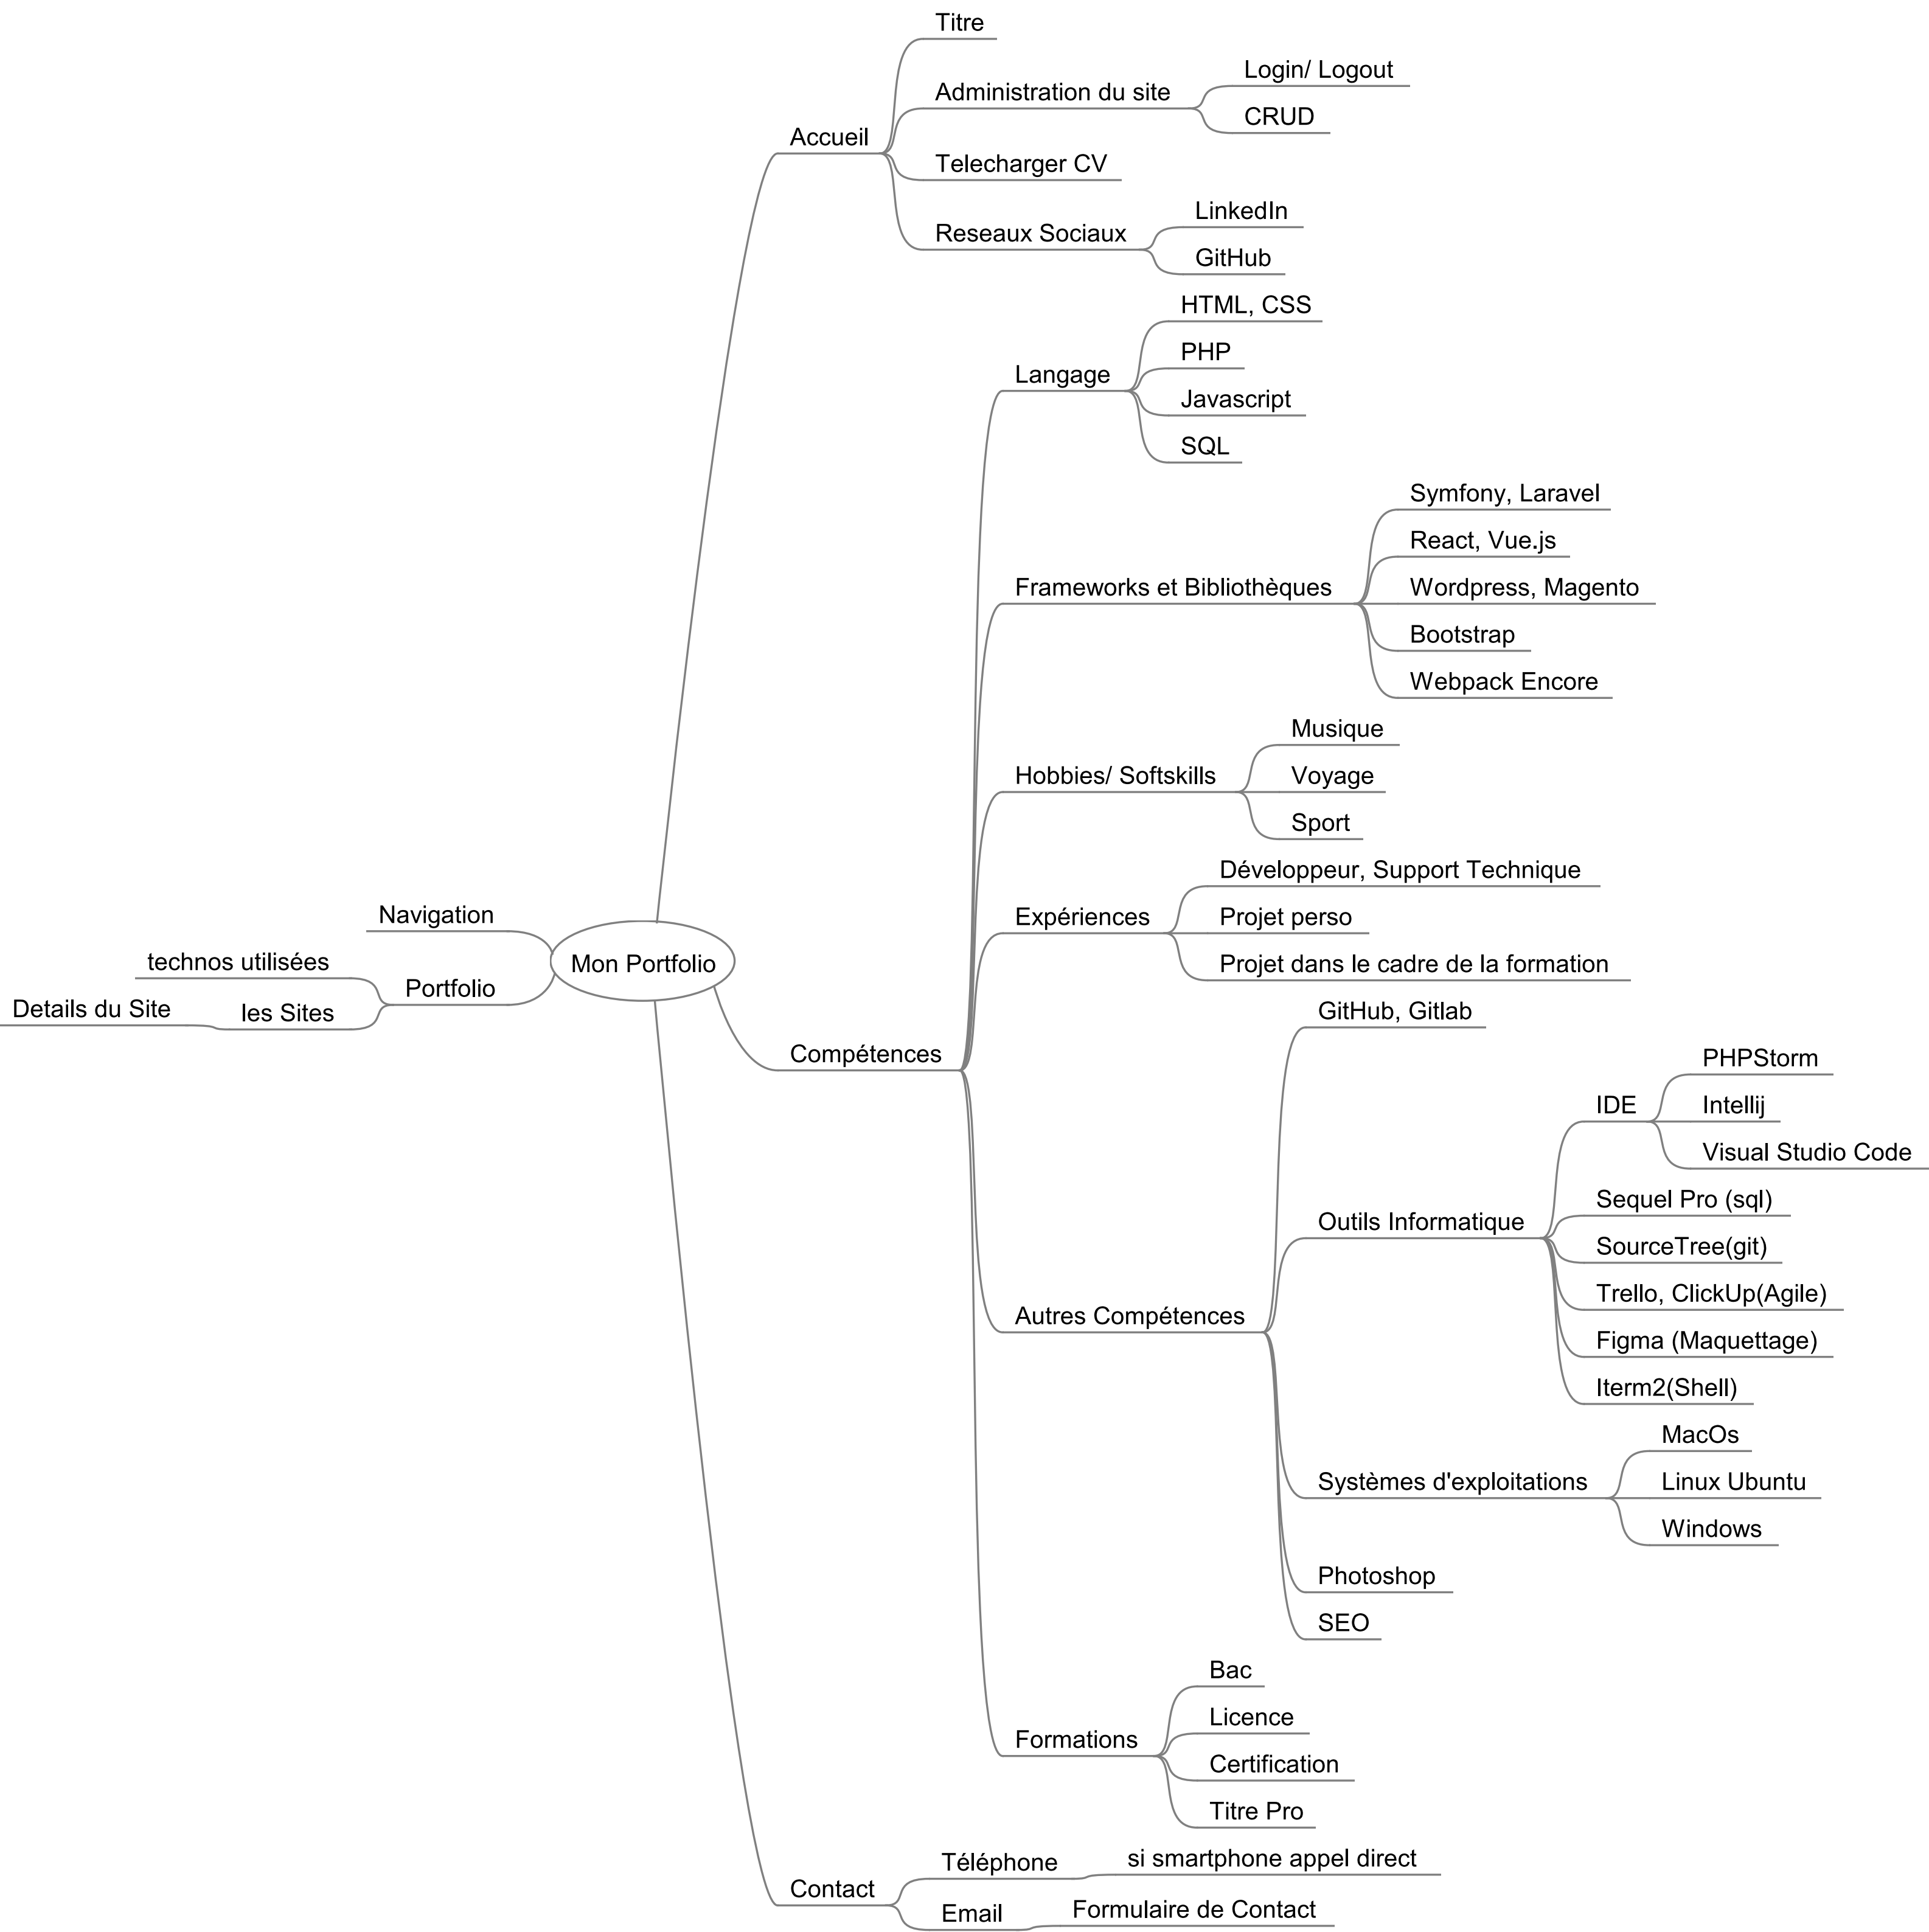 Titre
Administration du site
Login/ Logout
CRUD
Accueil
Telecharger CV
Reseaux Sociaux
LinkedIn
GitHub
Langage
HTML, CSS
PHP
Javascript
SQL
Frameworks et Bibliothèques
Symfony, Laravel
React, Vue.js
Wordpress, Magento
Bootstrap
Webpack Encore
Hobbies/ Softskills
Musique
Voyage
Sport
Expériences
Développeur, Support Technique
Projet perso
Projet dans le cadre de la formation
Navigation
technos utilisées
Portfolio
Details du Site
les Sites
Mon Portfolio
Compétences
Autres Compétences
GitHub, Gitlab
Outils Informatique
IDE
PHPStorm
Intellij
Visual Studio Code
Sequel Pro (sql)
SourceTree(git)
Trello, ClickUp(Agile)
Figma (Maquettage)
Iterm2(Shell)
Systèmes d'exploitations
MacOs
Linux Ubuntu
Windows
Photoshop
SEO
Formations
Bac
Licence
Certification
Titre Pro
Contact
Téléphone
si smartphone appel direct
Email
Formulaire de Contact